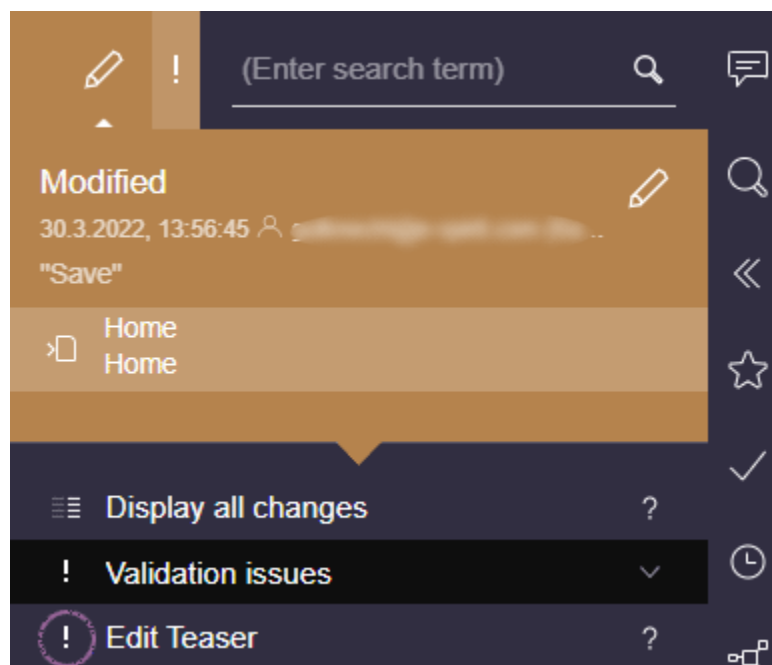 ! (Enter search term)
Modified
30.3.2022, 13:56:45
"Save"
Home
Home
Display all changes ?
! Validation issues
! Edit Teaser ?